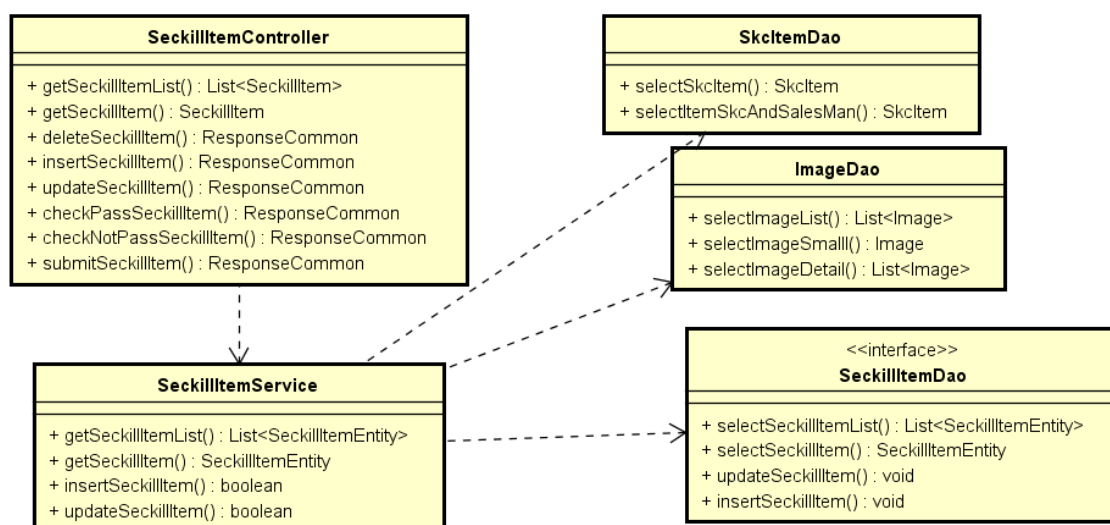 SeckillItemController
+ getSeckillItemList() : List<SeckillItem>
+ getSeckillItem() : SeckillItem
+ deleteSeckillItem() : ResponseCommon
+ insertSeckillItem() : ResponseCommon
+ updateSeckillItem() : ResponseCommon
+ checkPassSeckillItem() : ResponseCommon
+ checkNotPassSeckillItem() : ResponseCommon
+ submitSeckillItem() : ResponseCommon
SkcItemDao
+ selectSkcItem() : SkcItem
+ selectItemSkcAndSalesMan() : SkcItem
ImageDao
+ selectImageList() : List<Image>
+ selectImageSmalll() : Image
+ selectImageDetail() : List<Image>
SeckillItemService
+ getSeckillItemList() : List<SeckillItemEntity>
+ getSeckillItem() : SeckillItemEntity
+ insertSeckillItem() : boolean
+ updateSeckillItem() : boolean
<<interface>>
SeckillItemDao
+ selectSeckillItemList() : List<SeckillItemEntity>
+ selectSeckillItem() : SeckillItemEntity
+ updateSeckillItem() : void
+ insertSeckillItem() : void